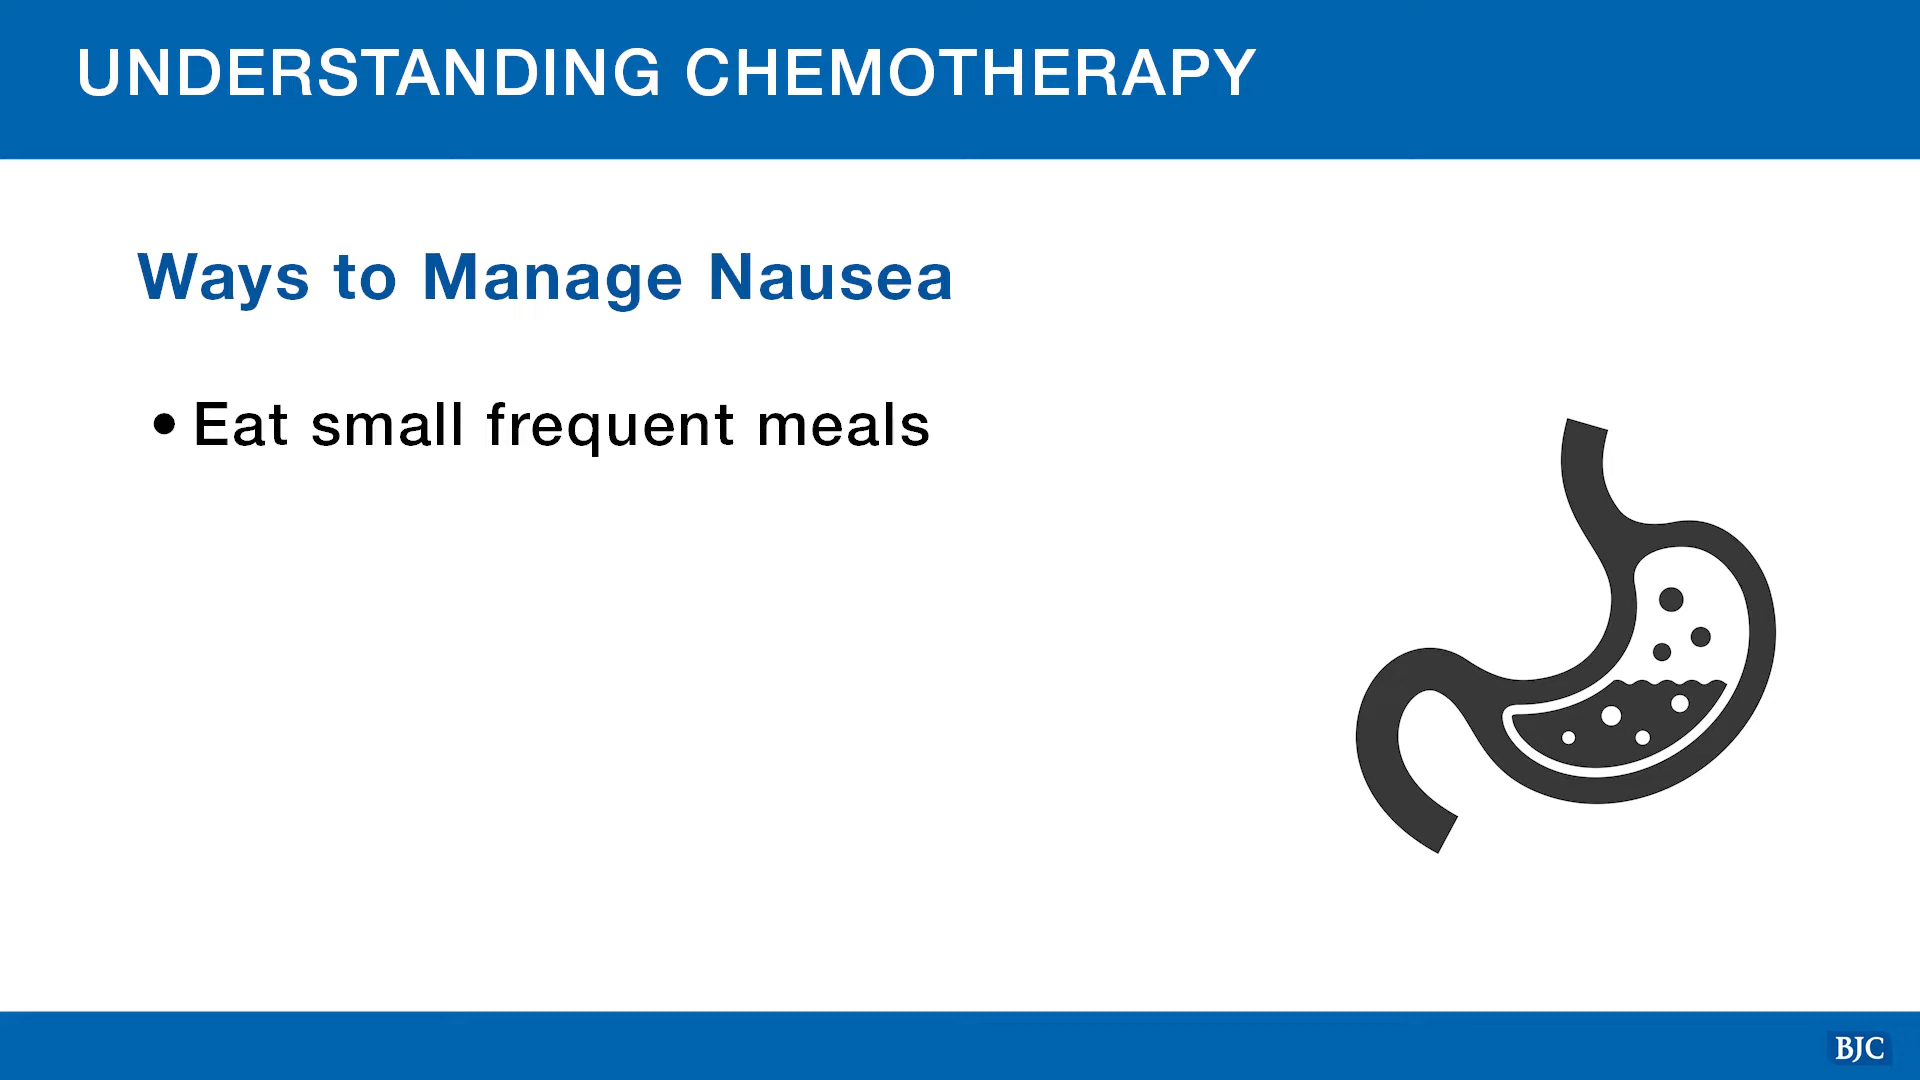 UNDERSTANDING CHEMOTHERAPY
Ways to Manage Nausea
• Eat small frequent meals
BJC